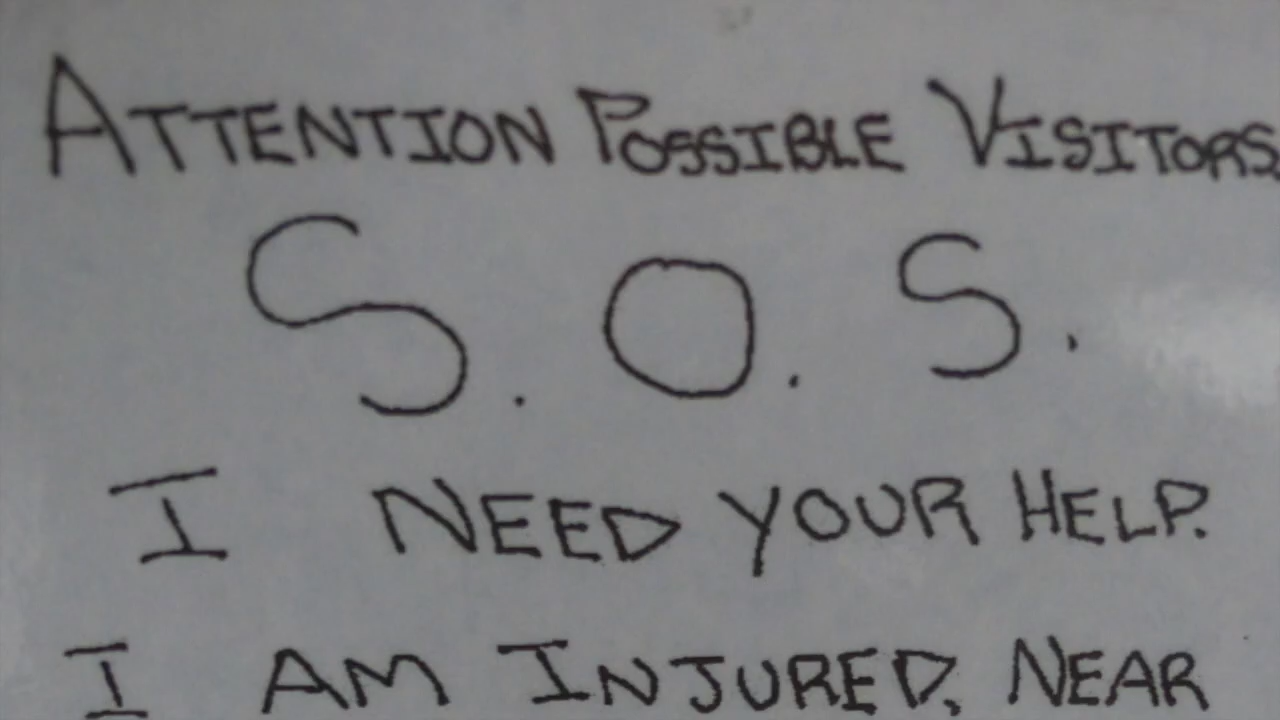 ATTENTION POSSIBLE VISITORS.
S.O.S.
I NEED YOUR HELP.
I AM INJURED, NEAR